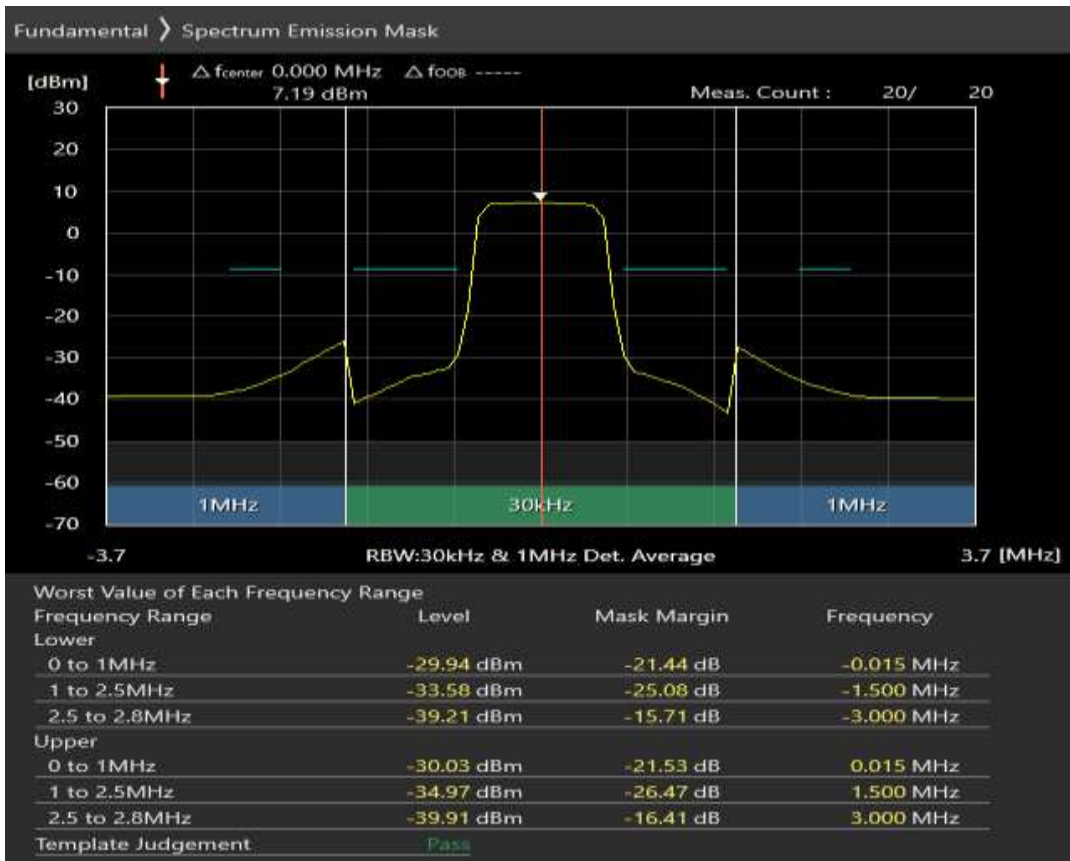 Fundamental 〉 Spectrum Emission Mask
[dBm] △ fcenter 0.000 MHz △ fOOB -----
7.19 dBm Meas. Count : 20/ 20
30
20
10
0
-10
-20
-30
-40
-50
-60
1MHz 30kHz 1MHz
-70
-3.7 RBW:30kHz & 1MHz Det. Average 3.7 [MHz]
Worst Value of Each Frequency Range
Frequency Range Level Mask Margin Frequency
Lower
0 to 1MHz -29.94 dBm -21.44 dB -0.015 MHz
1 to 2.5MHz -33.58 dBm -25.08 dB -1.500 MHz
2.5 to 2.8MHz -39.21 dBm -15.71 dB -3.000 MHz
Upper
0 to 1MHz -30.03 dBm -21.53 dB 0.015 MHz
1 to 2.5MHz -34.97 dBm -26.47 dB 1.500 MHz
2.5 to 2.8MHz -39.91 dBm -16.41 dB 3.000 MHz
Template Judgement Pass